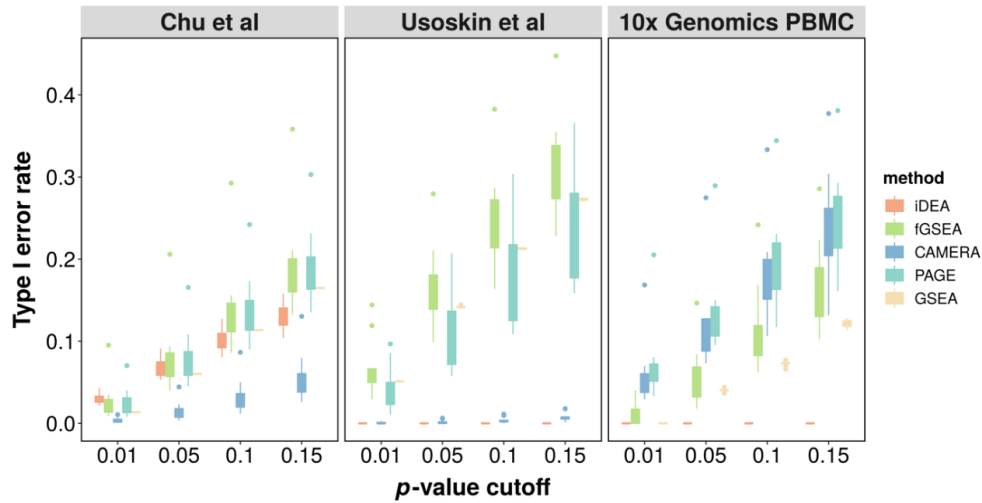 Chu et al
Usoskin et al
10x Genomics PBMC
Type I error rate
0.4
0.3
0.2
0.1
0.0
0.01 0.05 0.1 0.15
0.01 0.05 0.1 0.15
0.01 0.05 0.1 0.15
p-value cutoff
method
iDEA
fGSEA
CAMERA
PAGE
GSEA